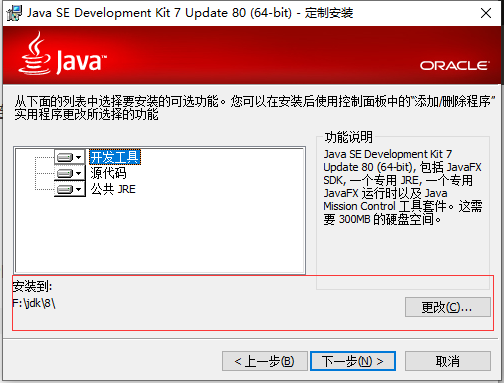 Java SE Development Kit 7 Update 80 (64-bit) - 定制安装
Java™
ORACLE
从下面的列表中选择要安装的可选功能。您可以在安装后使用控制面板中的“添加/删除程序”
实用程序更改所选择的功能
开发工具
源代码
公共 JRE
功能说明
Java SE Development Kit 7
Update 80 (64-bit), 包括 JavaFX
SDK, 一个专用 JRE, 一个专用
JavaFX 运行时以及 Java
Mission Control 工具套件。这需
要 300MB 的硬盘空间。
安装到:
F:\jdk\8\
更改(C)...
< 上一步(B)
下一步(N) >
取消